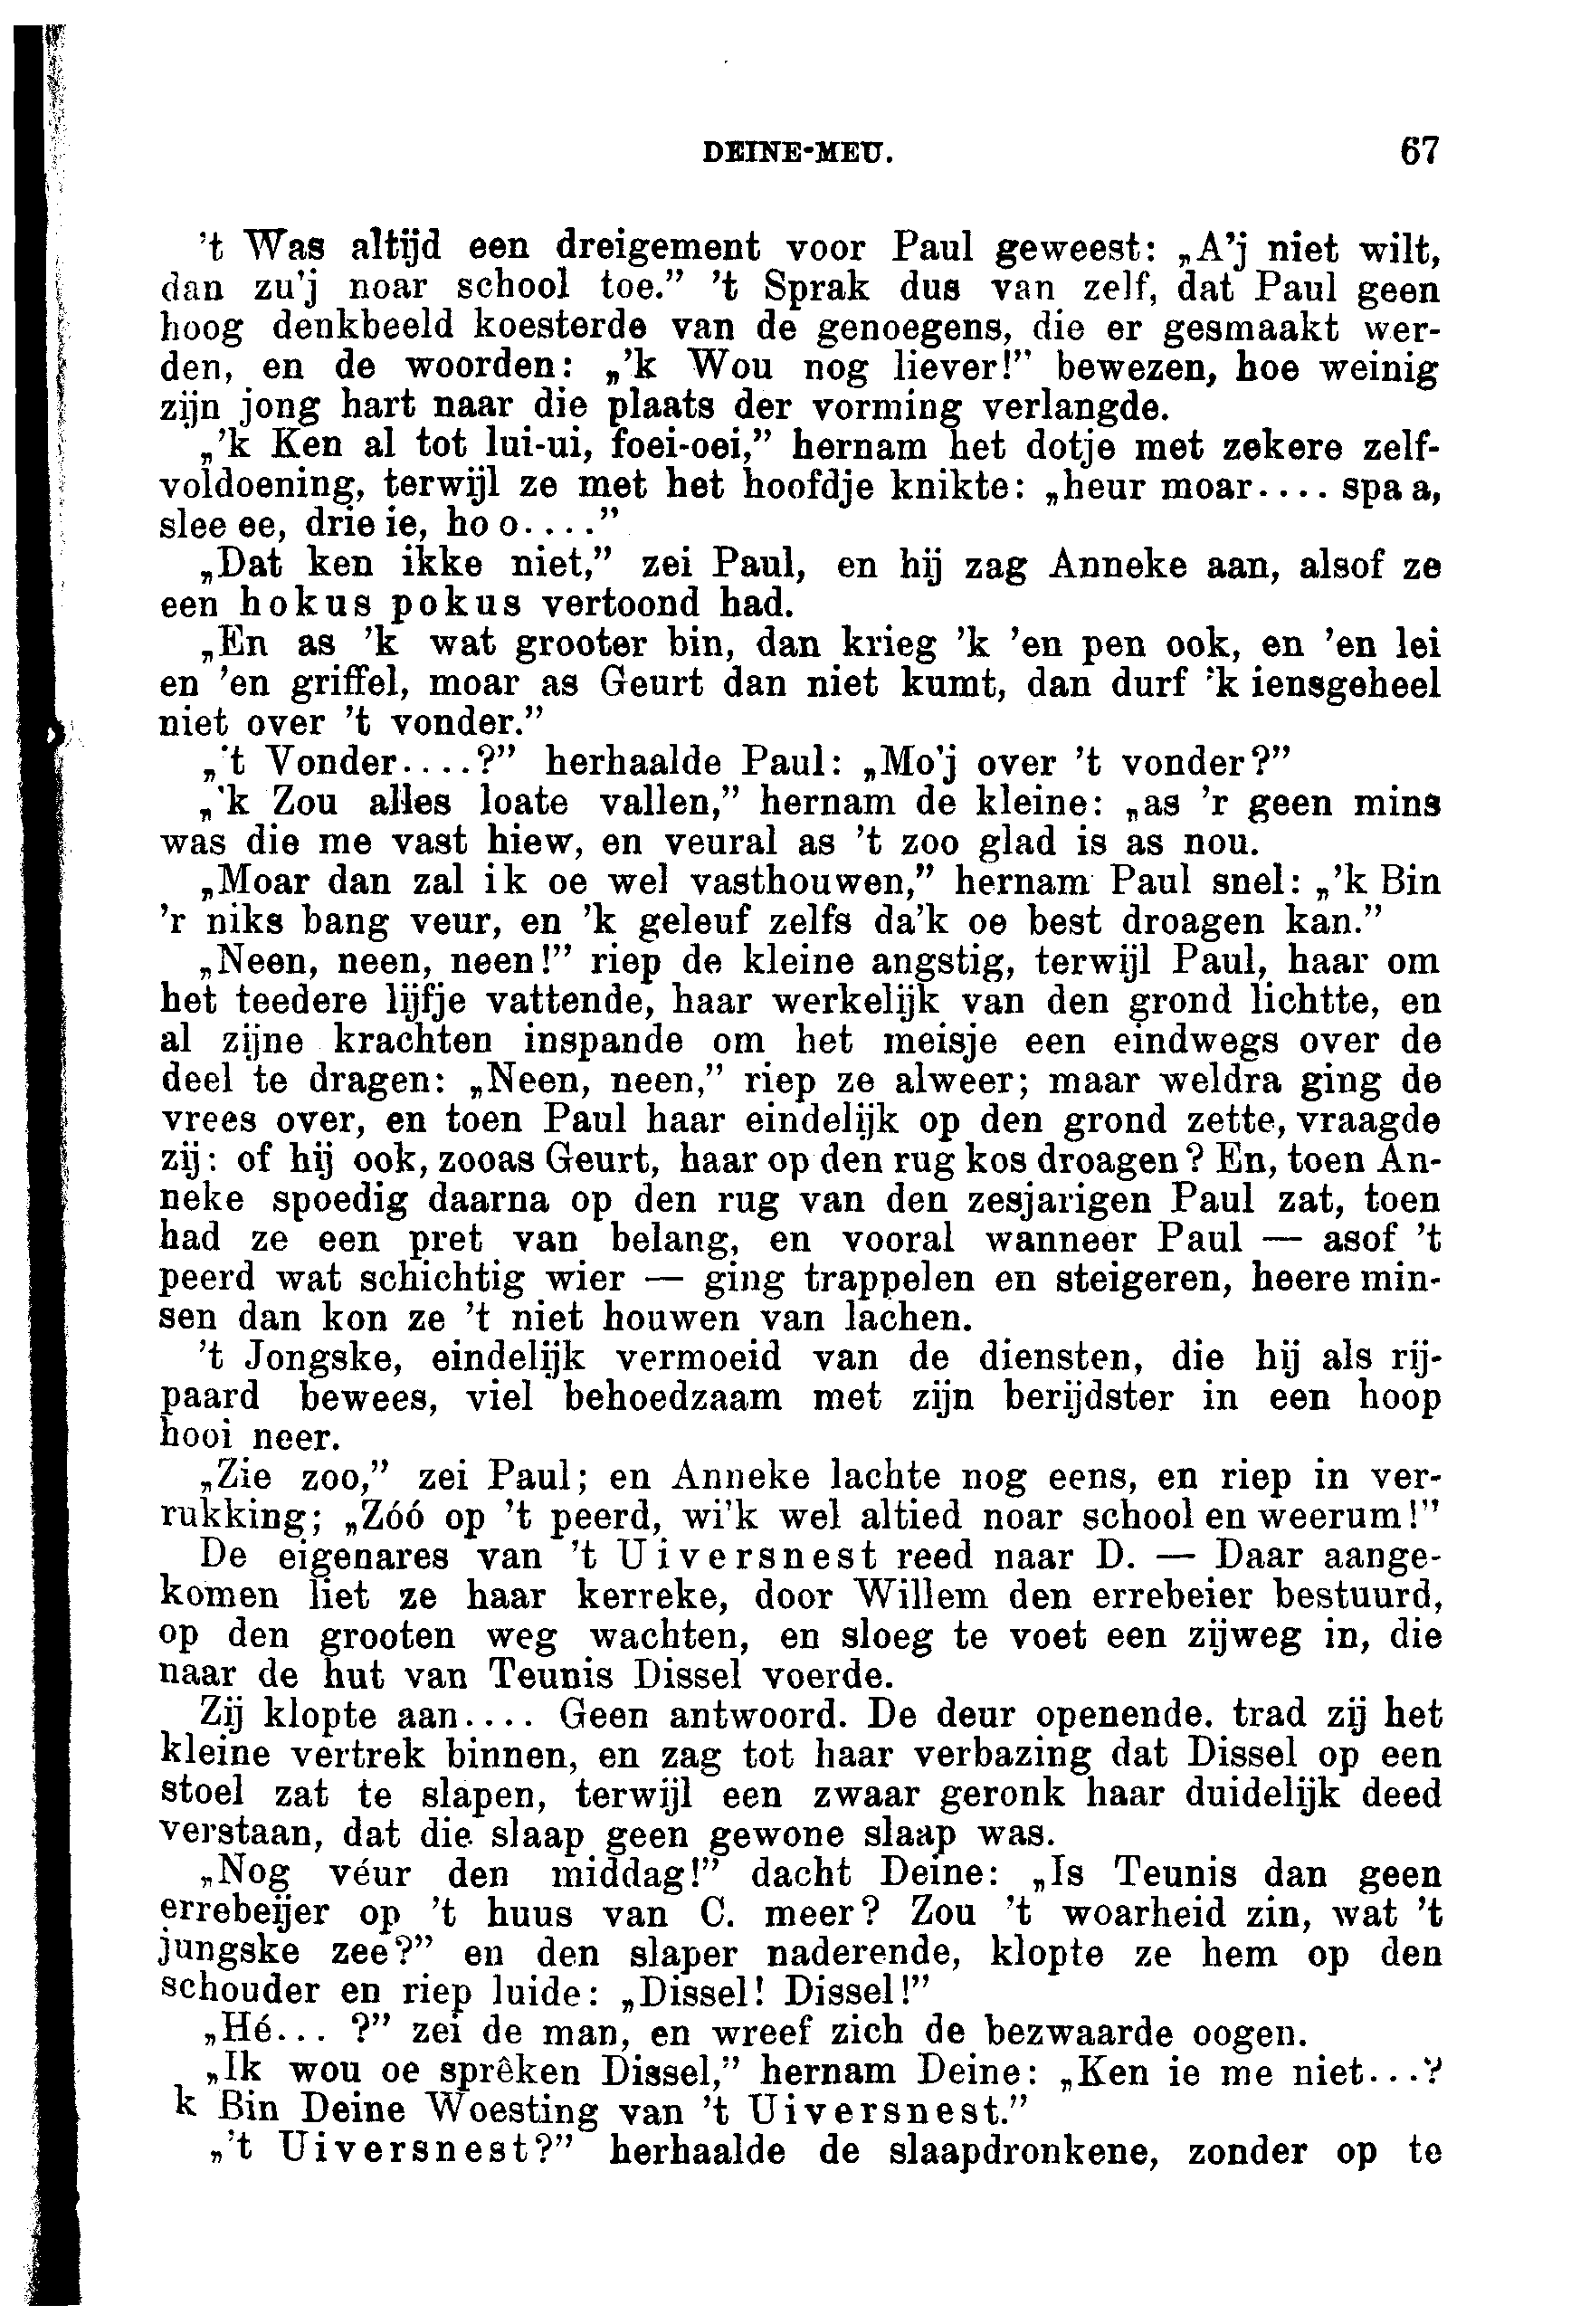 DEINE-MEU. 67
't Was altijd een dreigement voor Paul geweest: „A'j niet wilt,
dan zu'j noar school toe.” 't Sprak dus van zelf, dat Paul geen
hoog denkbeeld koesterde van de genoegens, die er gesmaakt wer-
den, en de woorden: „'k Wou nog liever!” bewezen, hoe weinig
zijn jong hart naar die plaats der vorming verlangde.
„'k Ken al tot lui-ui, foei-oei,” hernam het dotje met zekere zelf-
voldoening, terwijl ze met het hoofdje knikte: „heur moar.... spa a,
slee ee, drie ie, ho o....”
„Dat ken ikke niet,” zei Paul, en hij zag Anneke aan, alsof ze
een hokus pokus vertoond had.
„En as 'k wat grooter bin, dan krieg 'k 'en pen ook, en 'en lei
en 'en griffel, moar as Geurt dan niet kumt, dan durf 'k iensgeheel
niet over 't vonder.”
„'t Vonder....?” herhaalde Paul: „Mo'j over 't vonder?”
„'k Zou alles loate vallen,” hernam de kleine: „as 'r geen mins
was die me vast hiew, en veural as 't zoo glad is as nou.
„Moar dan zal ik oe wel vasthouwen,” hernam Paul snel: „'k Bin
'r niks bang veur, en 'k geleuf zelfs da'k oe best droagen kan.”
„Neen, neen, neen!” riep de kleine angstig, terwijl Paul, haar om
het teedere lijfje vattende, haar werkelijk van den grond lichtte, en
al zijne krachten inspande om het meisje een eindwegs over de
deel te dragen: „Neen, neen,” riep ze alweer; maar weldra ging de
vrees over, en toen Paul haar eindelijk op den grond zette, vraagde
zij: of hij ook, zooas Geurt, haar op den rug kos droagen? En, toen An-
neke spoedig daarna op den rug van den zesjarigen Paul zat, toen
had ze een pret van belang, en vooral wanneer Paul — asof 't
peerd wat schichtig wier — ging trappelen en steigeren, heere min-
sen dan kon ze 't niet houwen van lachen.
't Jongske, eindelijk vermoeid van de diensten, die hij als rij-
paard bewees, viel behoedzaam met zijn berijdster in een hoop
hooi neer.
„Zie zoo,” zei Paul; en Anneke lachte nog eens, en riep in ver-
rukking; „Zóó op 't peerd, wi'k wel altied noar school en weerum!”
De eigenares van 't Uiversnest reed naar D. — Daar aange-
komen liet ze haar kerreke, door Willem den errebeier bestuurd,
op den grooten weg wachten, en sloeg te voet een zijweg in, die
naar de hut van Teunis Dissel voerde.
Zij klopte aan.... Geen antwoord. De deur openende. trad zij het
kleine vertrek binnen, en zag tot haar verbazing dat Dissel op een
stoel zat te slapen, terwijl een zwaar geronk haar duidelijk deed
verstaan, dat die slaap geen gewone slaap was.
„Nog véur den middag!” dacht Deine: „Is Teunis dan geen
errebeijer op 't huus van C. meer? Zou 't woarheid zin, wat 't
jungske zee?” en den slaper naderende, klopte ze hem op den
schouder en riep luide: „Dissel! Dissel!”
„Hé... ?” zei de man, en wreef zich de bezwaarde oogen.
„Ik wou oe sprêken Dissel,” hernam Deine: „Ken ie me niet...?
k Bin Deine Woesting van 't Uiversnest.”
„'t Uiversnest?” herhaalde de slaapdronkene, zonder op te